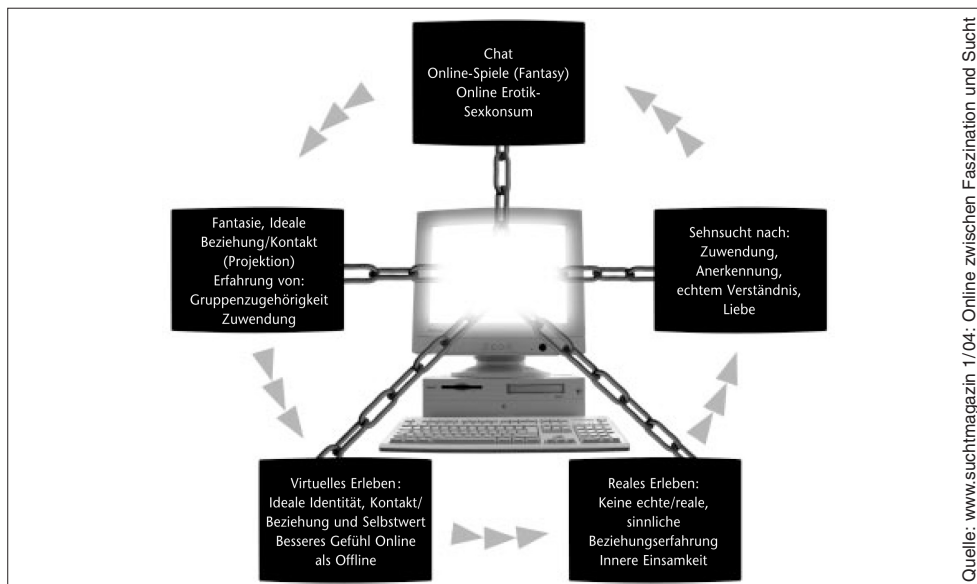 Chat
Online-Spiele (Fantasy)
Online Erotik-
Sexkonsum
Fantasie, Ideale
Beziehung/Kontakt
(Projektion)
Erfahrung von:
Gruppenzugehörigkeit
Zuwendung
Sehnsucht nach:
Zuwendung,
Anerkennung,
echtem Verständnis,
Liebe
Virtuelles Erleben:
Ideale Identität, Kontakt/
Beziehung und Selbstwert
Besseres Gefühl Online
als Offline
Reales Erleben:
Keine echte/reale,
sinnliche
Beziehungserfahrung
Innere Einsamkeit
Quelle: www.suchtmagazin 1/04: Online zwischen Faszination und Sucht